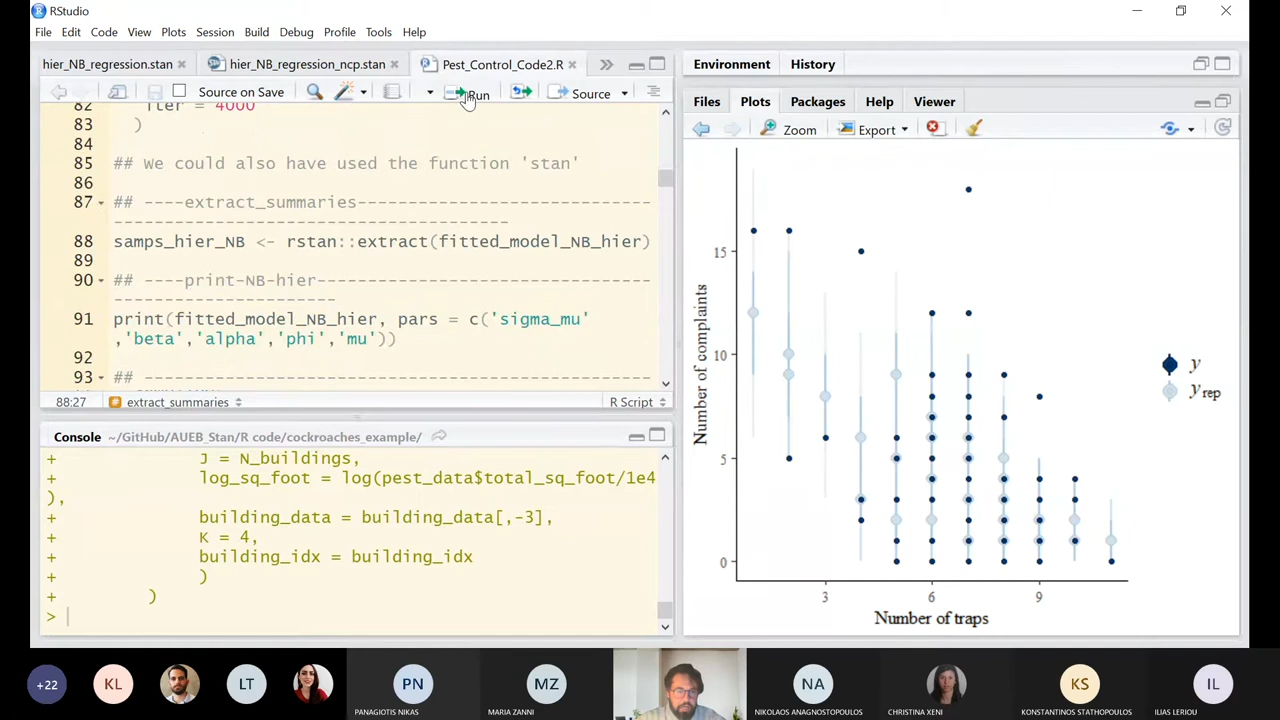 RStudio
File Edit Code View Plots Session Build Debug Profile Tools Help
hier_NB_regression.stan
hier_NB_regression_ncp.stan
Pest_Control_Code2.R
Source on Save
Run
Source
82 iter = 4000
83 )
84
85 ## We could also have used the function 'stan'
86
87 ## ----extract_summaries-----------------------------
---------------------------------------
88 samps_hier_NB <- rstan::extract(fitted_model_NB_hier)
89
90 ## ----print-NB-hier---------------------------------
----------------------
91 print(fitted_model_NB_hier, pars = c('sigma_mu'
,'beta','alpha','phi','mu'))
92
93 ## --------------------------------------------------
88:27 extract_summaries R Script
Console ~/GitHub/AUEB_Stan/R code/cockroaches_example/
+ J = N_buildings,
+ log_sq_foot = log(pest_data$total_sq_foot/1e4
),
+ building_data = building_data[,-3],
+ K = 4,
+ building_idx = building_idx
+ )
+ )
>
Environment History
Files Plots Packages Help Viewer
Zoom Export
Number of complaints
15
10
5
0
3 6 9
Number of traps
y
y rep
+22
KL
LT
PN
PANAGIOTIS NIKAS
MZ
MARIA ZANNI
NA
NIKOLAOS ANAGNOSTOPOULOS
CHRISTINA XENI
KS
KONSTANTINOS STATHOPOULOS
IL
ILIAS LERIOU